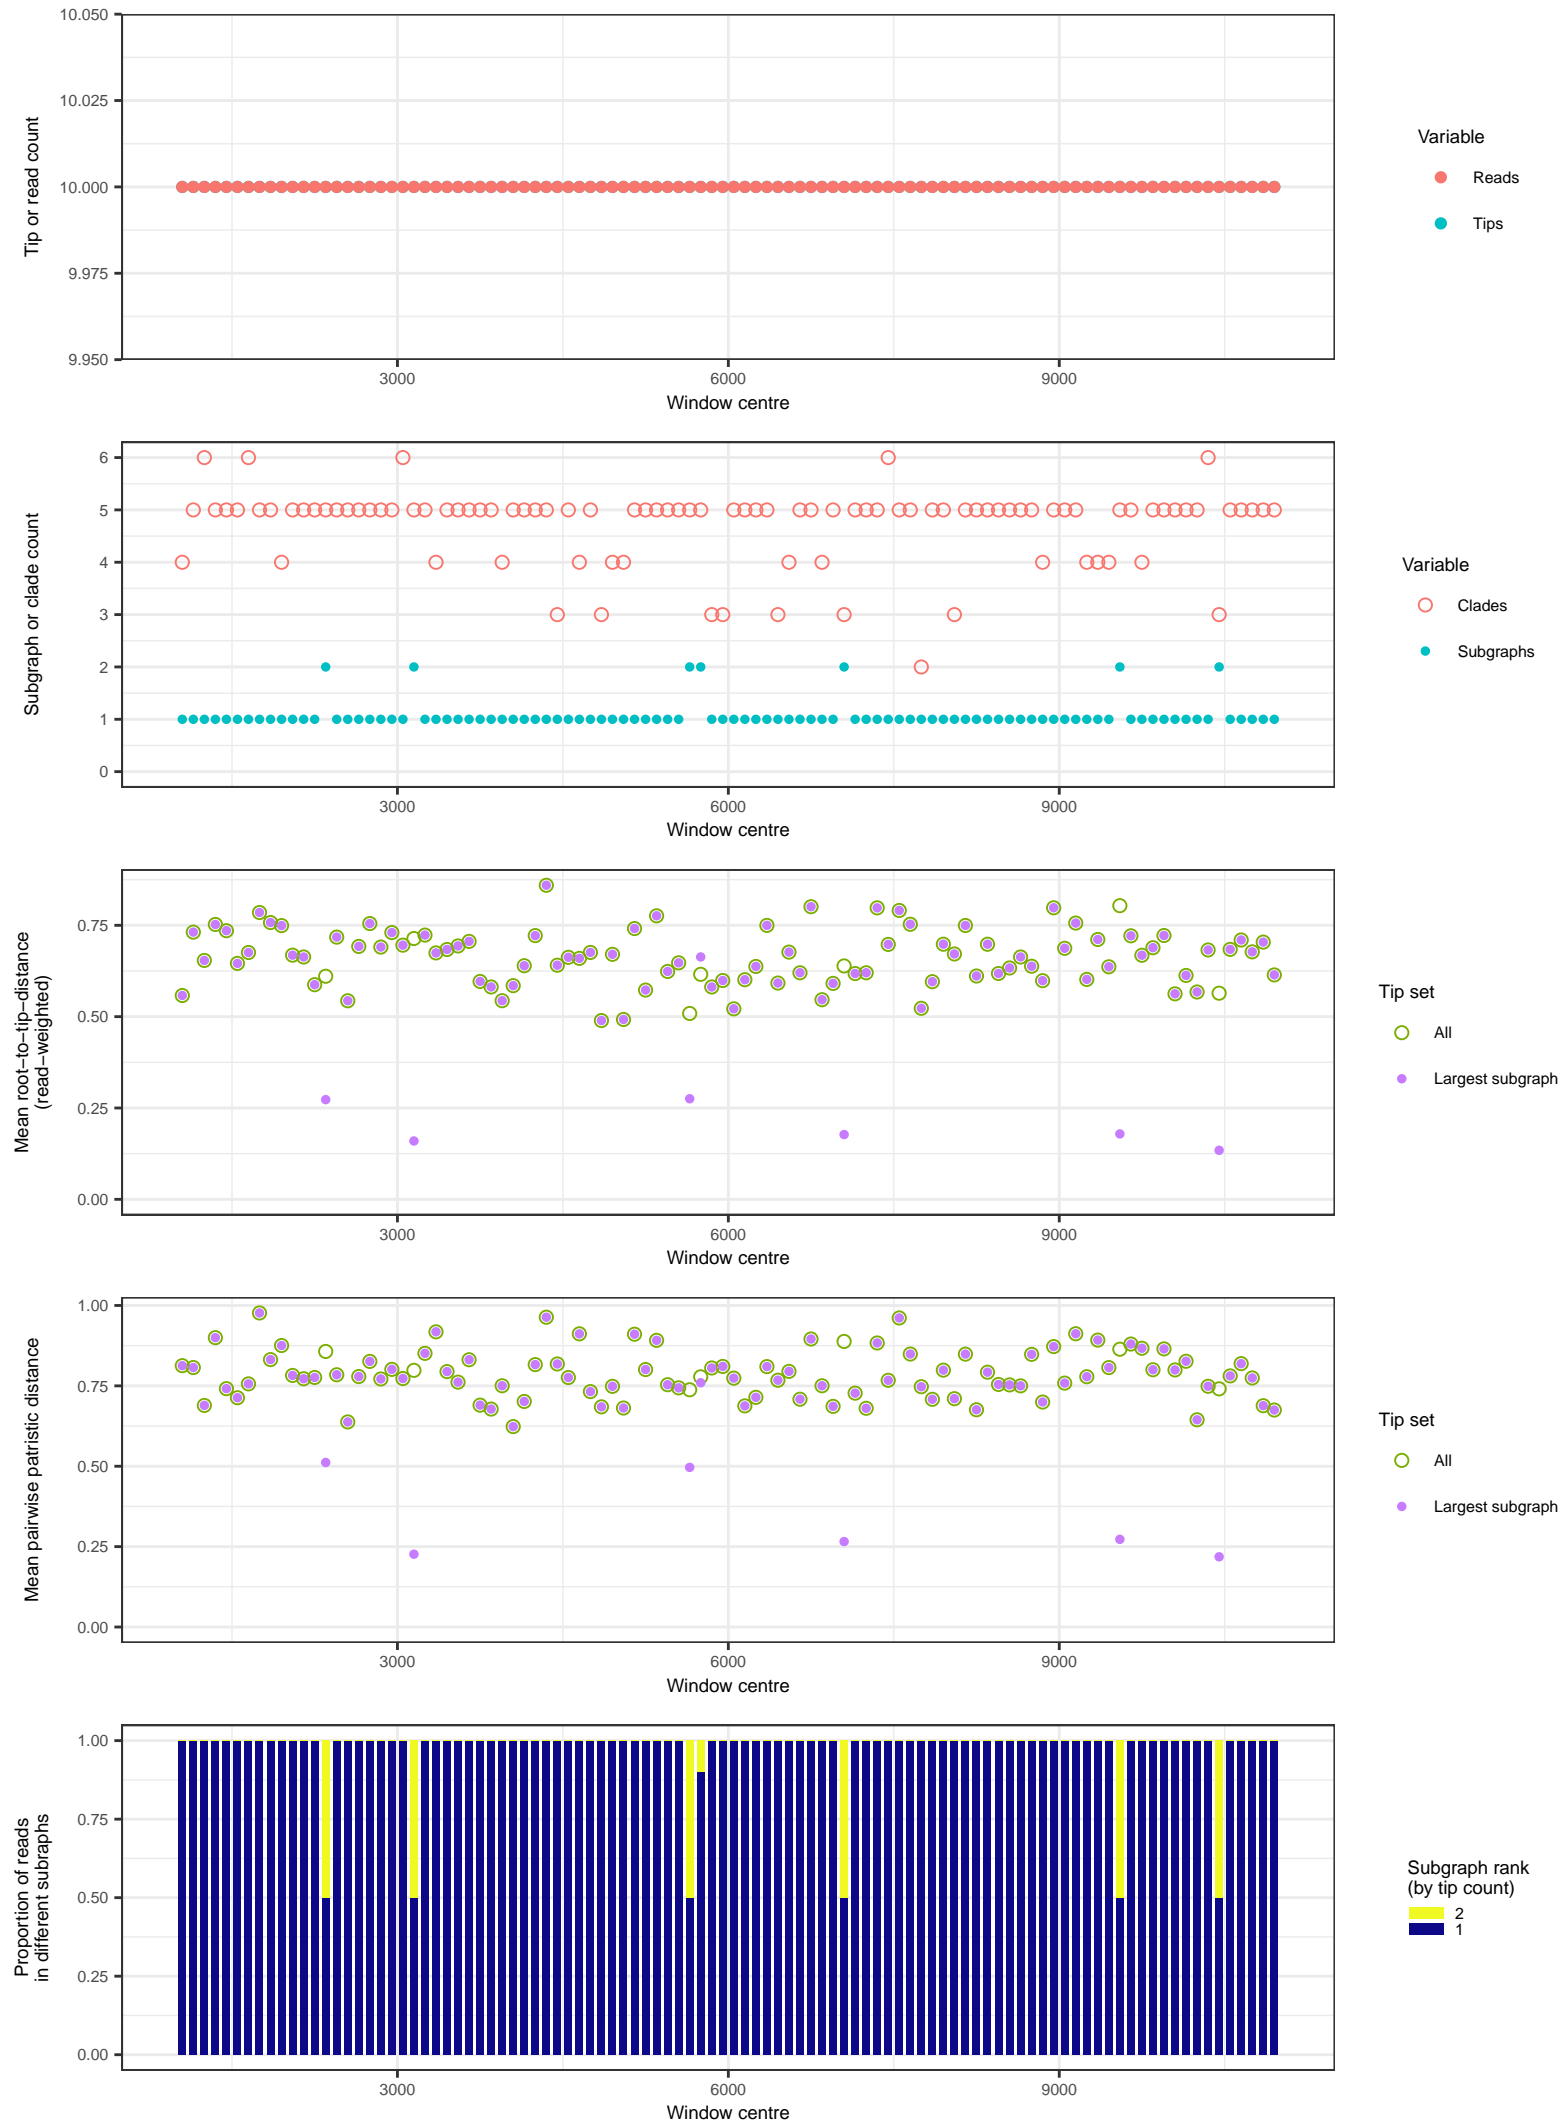 10.050
10.025
10.000
9.975
9.950
Tip or read count
3000 6000 9000
Window centre
Variable
Reads
Tips
6
5
4
3
2
1
0
Subgraph or clade count
3000 6000 9000
Window centre
Variable
Clades
Subgraphs
0.75
0.50
0.25
0.00
Mean root−to−tip−distance
(read−weighted)
3000 6000 9000
Window centre
Tip set
All
Largest subgraph
1.00
0.75
0.50
0.25
0.00
Mean pairwise patristic distance
3000 6000 9000
Window centre
Tip set
All
Largest subgraph
1.00
0.75
0.50
0.25
0.00
Proportion of reads
in different subraphs
3000 6000 9000
Window centre
Subgraph rank
(by tip count)
2
1